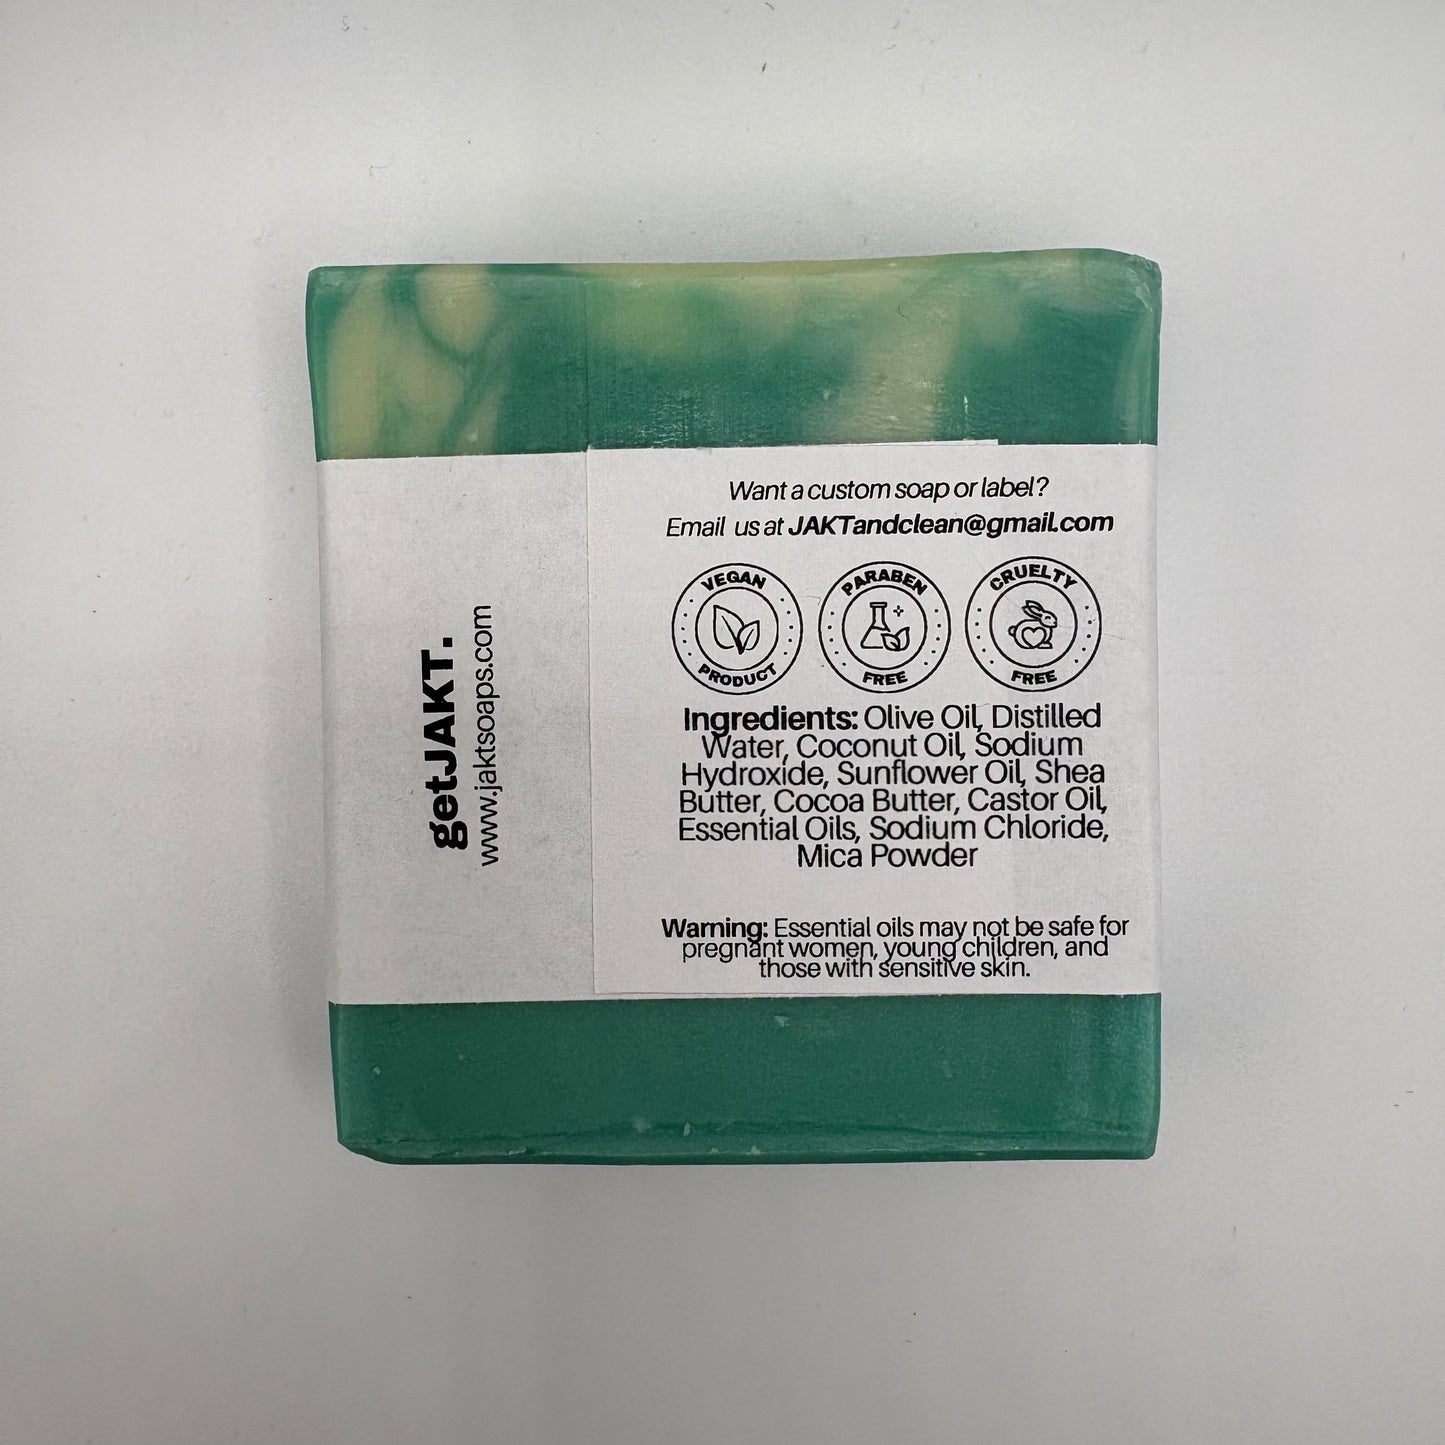 Want a custom soap or label?
Email us at JAKTandclean@gmail.com
VEGAN
PRODUCT
PARABEN
FREE
CRUELTY
FREE
Ingredients: Olive Oil, Distilled
Water, Coconut Oil, Sodium
Hydroxide, Sunflower Oil, Shea
Butter, Cocoa Butter, Castor Oil,
Essential Oils, Sodium Chloride,
Mica Powder
Warning: Essential oils may not be safe for
pregnant women, young children, and
those with sensitive skin.
getJAKT.
www.jaktsoaps.com